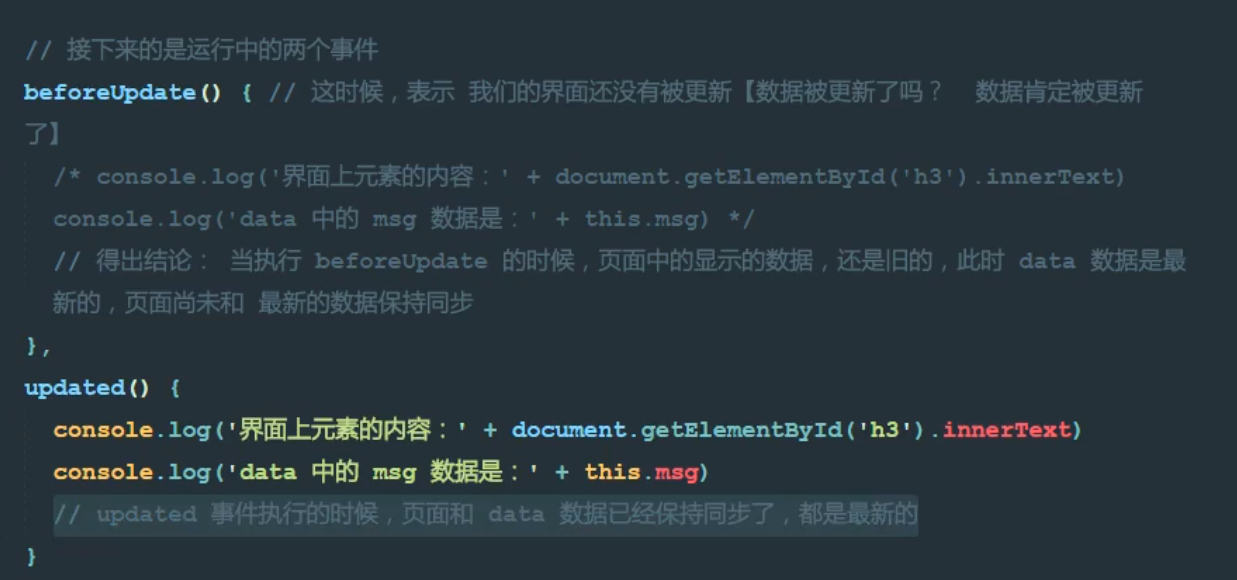 // 接下来的是运行中的两个事件
beforeUpdate() { // 这时候，表示 我们的界面还没有被更新【数据被更新了吗？  数据肯定被更新
了】
/* console.log('界面上元素的内容：' + document.getElementById('h3').innerText)
console.log('data 中的 msg 数据是：' + this.msg) */
// 得出结论： 当执行 beforeUpdate 的时候，页面中的显示的数据，还是旧的，此时 data 数据是最
新的，页面尚未和 最新的数据保持同步
},
updated() {
console.log('界面上元素的内容：' + document.getElementById('h3').innerText)
console.log('data 中的 msg 数据是：' + this.msg)
// updated 事件执行的时候，页面和 data 数据已经保持同步了，都是最新的
}